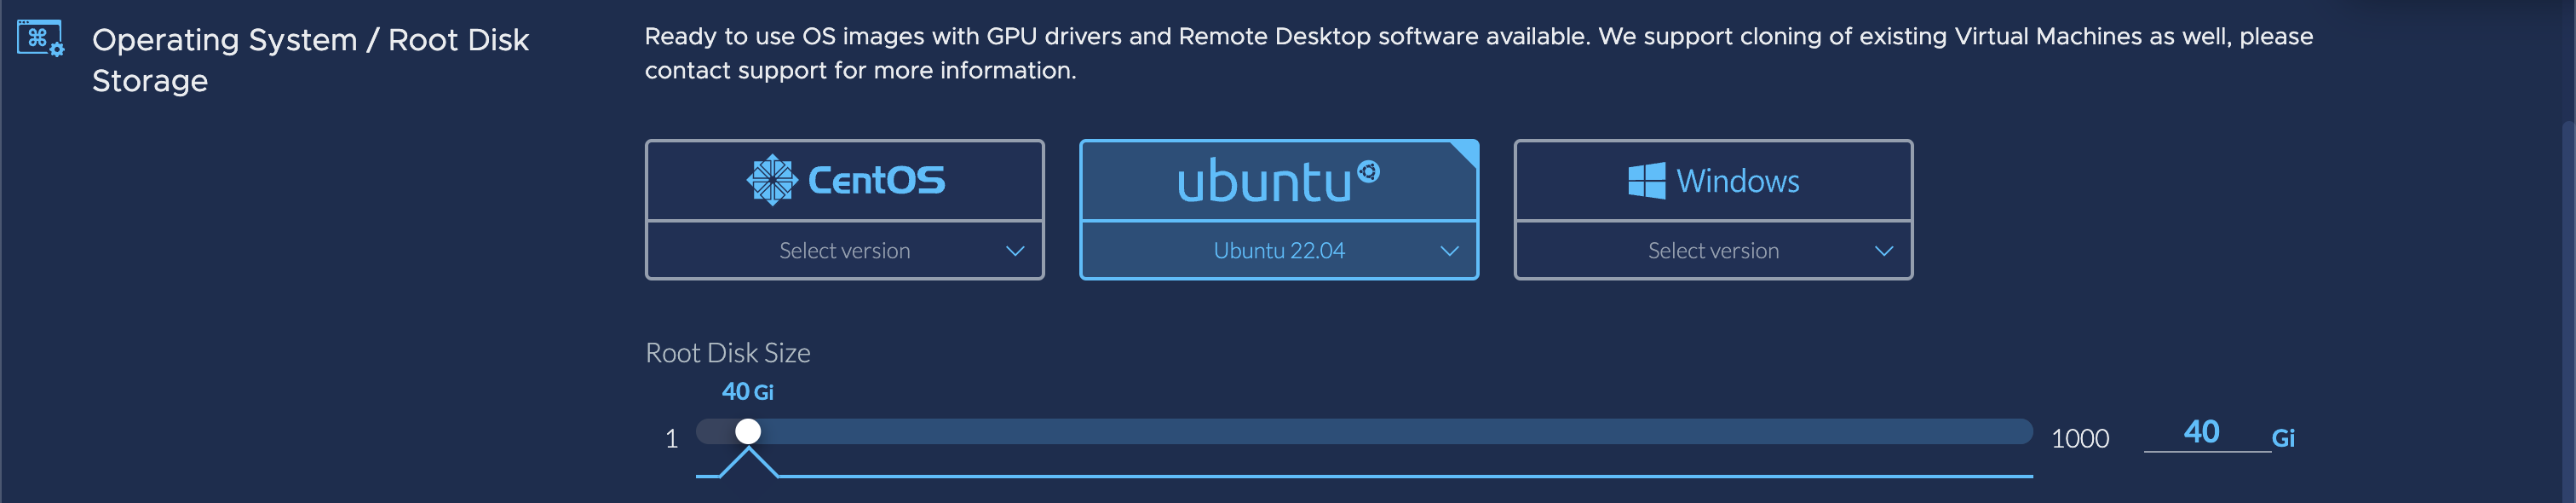 Operating System / Root Disk
Storage
Ready to use OS images with GPU drivers and Remote Desktop software available. We support cloning of existing Virtual Machines as well, please
contact support for more information.
CentOS
ubuntu
Windows
Select version
Ubuntu 22.04
Select version
Root Disk Size
40 Gi
1
1000
40 Gi